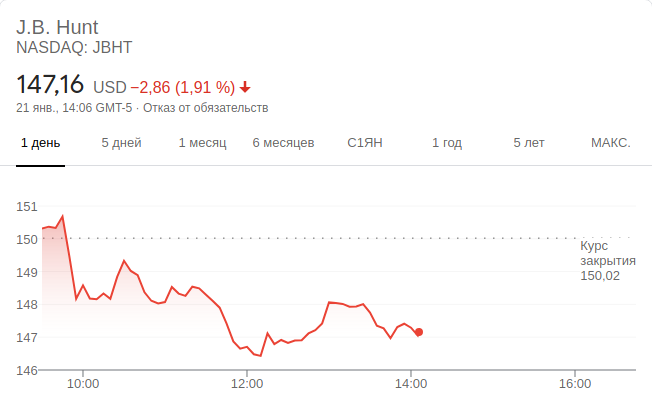 J.B. Hunt
NASDAQ: JBHT
147,16 USD −2,86 (1,91 %)
21 янв., 14:06 GMT-5 · Отказ от обязательств
1 день 5 дней 1 месяц 6 месяцев С1ЯН 1 год 5 лет МАКС.
151
150
Курс
закрытия
150,02
149
148
147
146
10:00 12:00 14:00 16:00